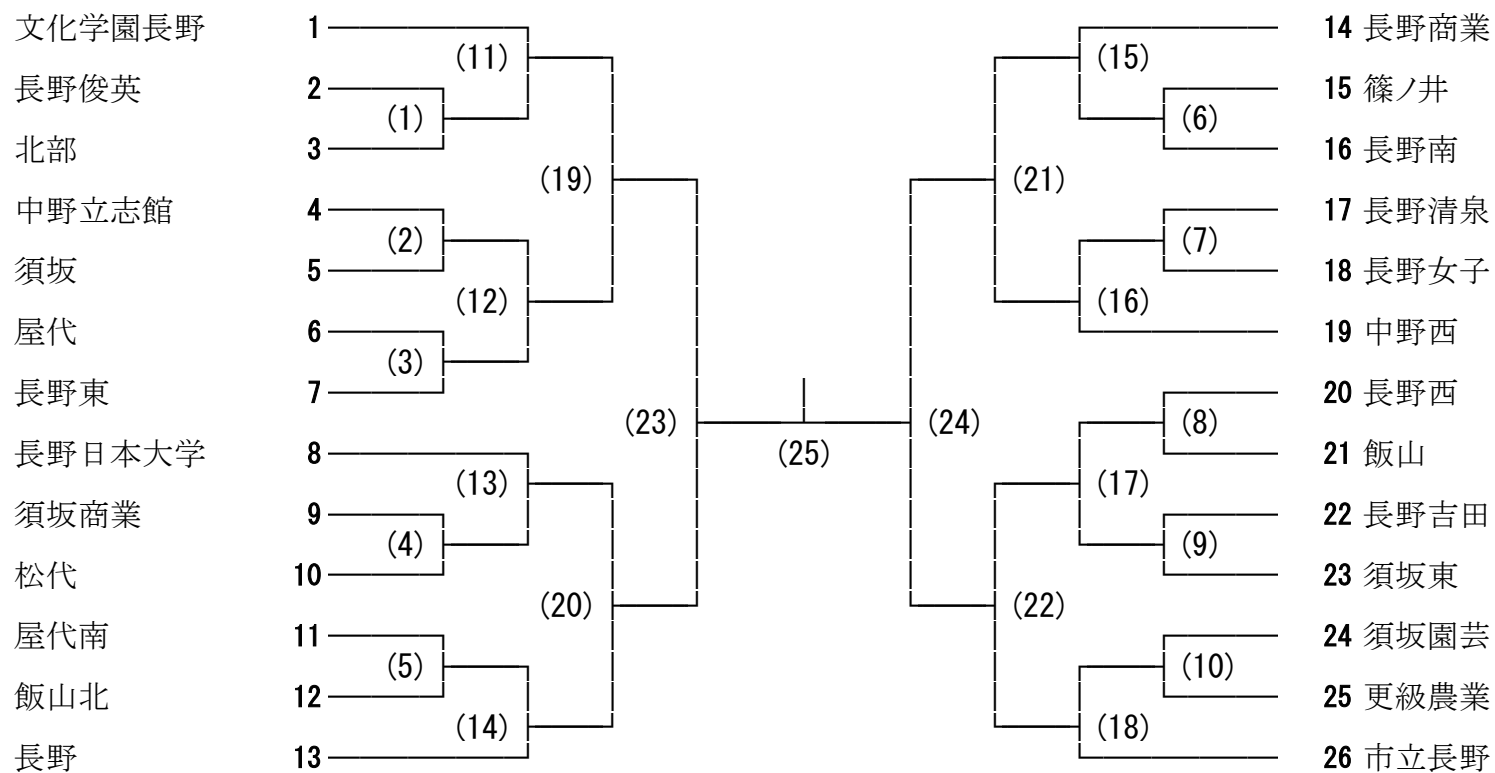 文化学園長野 1
(11)
長野俊英 2
(1)
北部 3
(19)
中野立志館 4
(2)
須坂 5
(12)
屋代 6
(3)
長野東 7
(23)
長野日本大学 8
(13)
須坂商業 9
(4)
松代 10
(20)
屋代南 11
(5)
飯山北 12
(14)
長野 13
(25)
14 長野商業
(15)
15 篠ノ井
(6)
16 長野南
(21)
17 長野清泉
(7)
18 長野女子
(16)
19 中野西
20 長野西
(24)
(8)
21 飯山
(17)
22 長野吉田
(9)
23 須坂東
(22)
24 須坂園芸
(10)
25 更級農業
(18)
26 市立長野